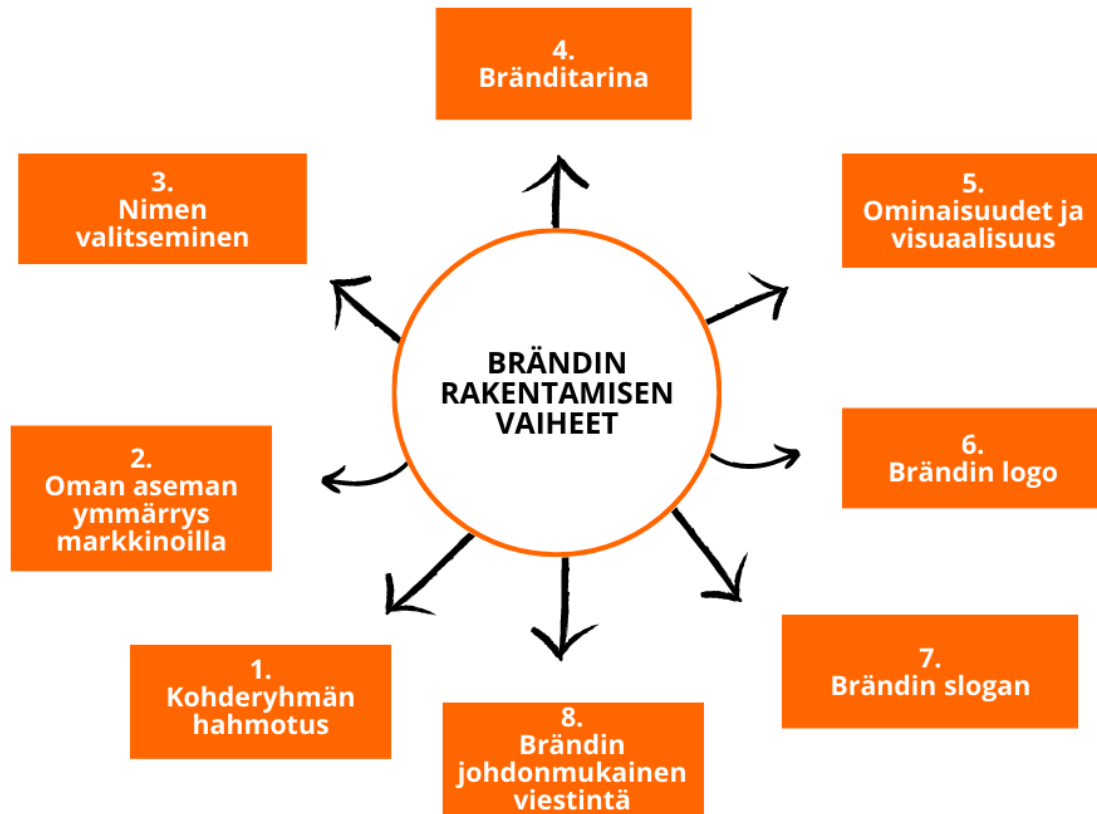 BRÄNDIN
RAKENTAMISEN
VAIHEET
1.
Kohderyhmän
hahmotus
2.
Oman aseman
ymmärrys
markkinoilla
3.
Nimen
valitseminen
4.
Bränditarina
5.
Ominaisuudet ja
visuaalisuus
6.
Brändin logo
7.
Brändin slogan
8.
Brändin
johdonmukainen
viestintä